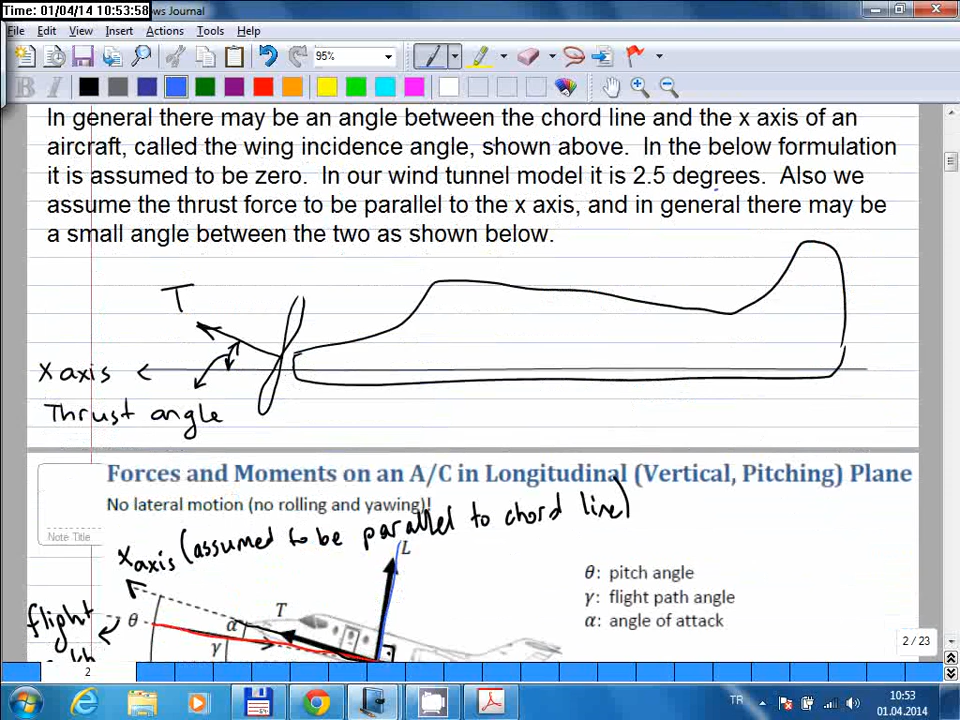 Time: 01/04/14 10:53:58
ws Journal
File Edit View Insert Actions Tools Help
95%
B I
In general there may be an angle between the chord line and the x axis of an
aircraft, called the wing incidence angle, shown above. In the below formulation
it is assumed to be zero. In our wind tunnel model it is 2.5 degrees. Also we
assume the thrust force to be parallel to the x axis, and in general there may be
a small angle between the two as shown below.
T
X axis
Thrust angle
Forces and Moments on an A/C in Longitudinal (Vertical, Pitching) Plane
No lateral motion (no rolling and yawing)!
Note Title
x axis (assumed to be parallel to chord line)
L
θ: pitch angle
γ: flight path angle
α: angle of attack
T
flight
θ
α
γ
2 / 23
2
TR
10:53
01.04.2014